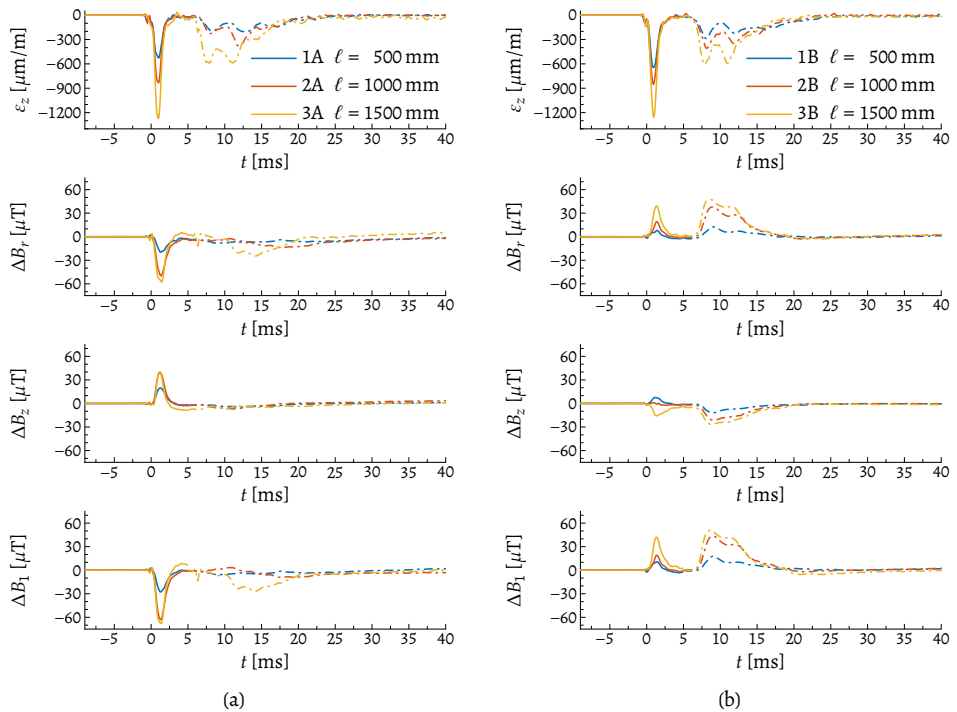 0
−300
−600
−900
−1200
ε_z [µm/m]
1A ℓ = 500 mm
2A ℓ = 1000 mm
3A ℓ = 1500 mm
−5 0 5 10 15 20 25 30 35 40
t [ms]
0
−300
−600
−900
−1200
ε_z [µm/m]
1B ℓ = 500 mm
2B ℓ = 1000 mm
3B ℓ = 1500 mm
−5 0 5 10 15 20 25 30 35 40
t [ms]
60
30
0
−30
−60
ΔB_r [µT]
−5 0 5 10 15 20 25 30 35 40
t [ms]
60
30
0
−30
−60
ΔB_r [µT]
−5 0 5 10 15 20 25 30 35 40
t [ms]
60
30
0
−30
−60
ΔB_z [µT]
−5 0 5 10 15 20 25 30 35 40
t [ms]
60
30
0
−30
−60
ΔB_z [µT]
−5 0 5 10 15 20 25 30 35 40
t [ms]
60
30
0
−30
−60
ΔB_1 [µT]
−5 0 5 10 15 20 25 30 35 40
t [ms]
60
30
0
−30
−60
ΔB_1 [µT]
−5 0 5 10 15 20 25 30 35 40
t [ms]
(a)
(b)